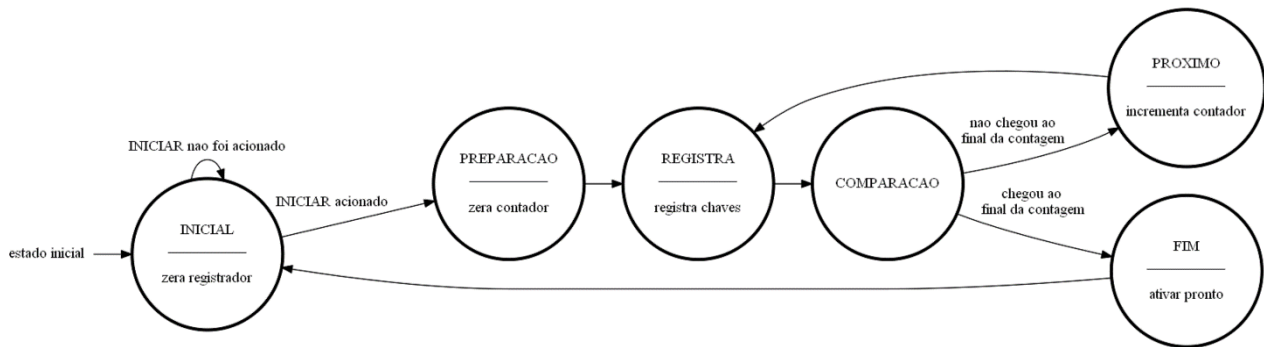 estado inicial
INICIAR nao foi acionado
INICIAL
zera registrador
INICIAR acionado
PREPARACAO
zera contador
REGISTRA
registra chaves
COMPARACAO
nao chegou ao
final da contagem
PROXIMO
incrementa contador
chegou ao
final da contagem
FIM
ativar pronto